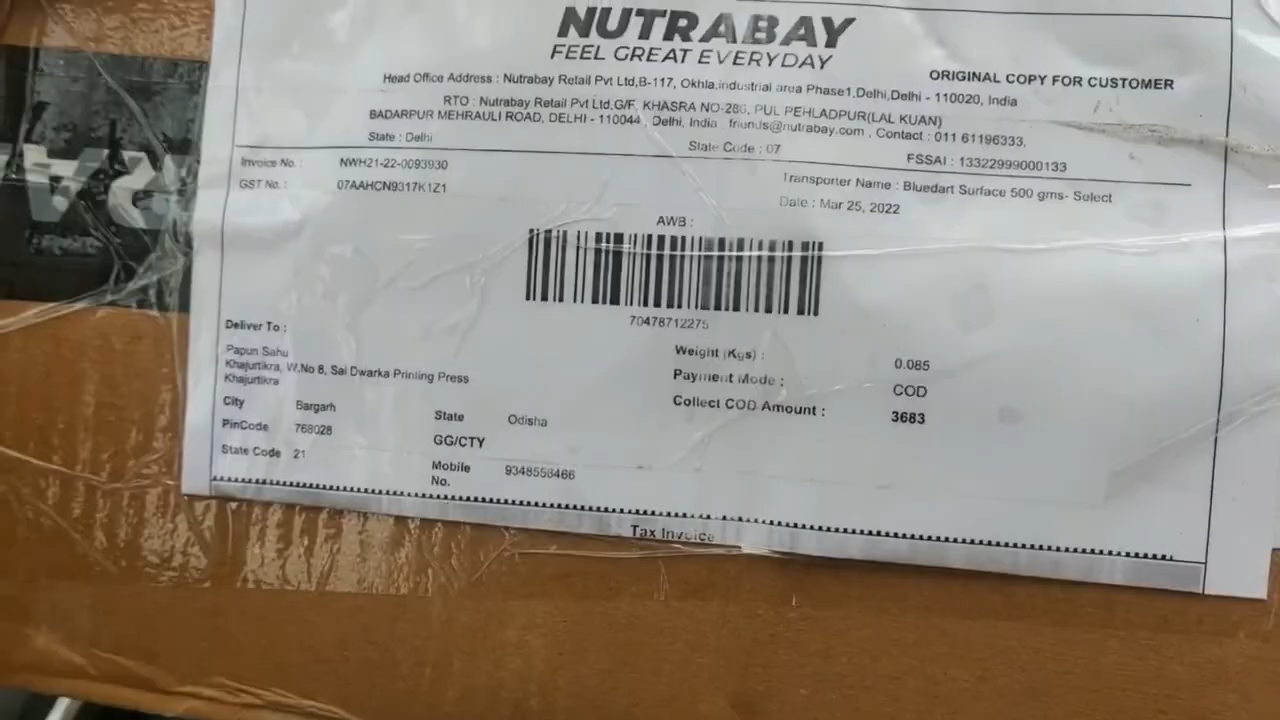 NUTRABAY
FEEL GREAT EVERYDAY
ORIGINAL COPY FOR CUSTOMER
Head Office Address : Nutrabay Retail Pvt Ltd,B-117, Okhla,industrial area Phase1,Delhi,Delhi - 110020, India
RTO : Nutrabay Retail Pvt Ltd,G/F, KHASRA NO-286, PUL PEHLADPUR(LAL KUAN)
BADARPUR MEHRAULI ROAD, DELHI - 110044 , Delhi, India , friends@nutrabay.com , Contact : 011 61196333,
State : Delhi
State Code : 07
FSSAI : 13322999000133
Invoice No. : NWH21-22-0093930
GST No. : 07AAHCN9317K1Z1
Transporter Name : Bluedart Surface 500 gms- Select
Date : Mar 25, 2022
AWB :
70478712275
Deliver To :
Papun Sahu
Khajurtikra, W.No 8, Sai Dwarka Printing Press
Khajurtikra
City Bargarh
PinCode 768028
State Code 21
State Odisha
GG/CTY
Mobile No. 9348558466
Weight (Kgs) : 0.085
Payment Mode : COD
Collect COD Amount : 3683
Tax Invoice